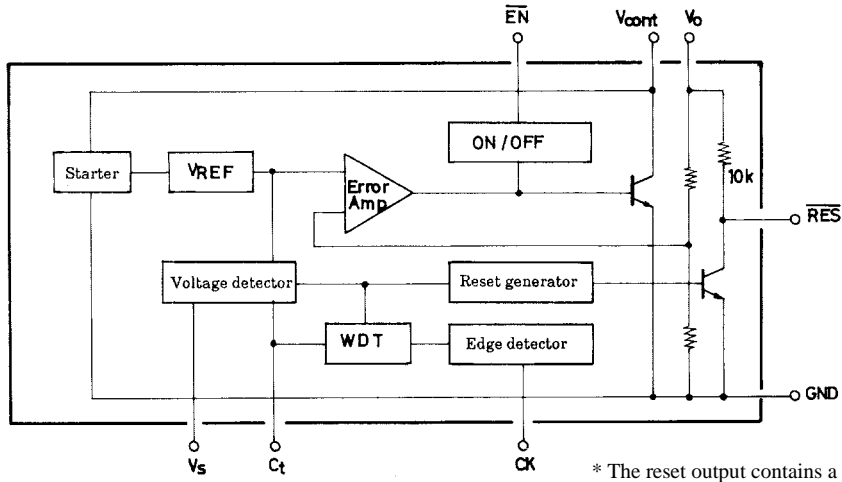 EN Vcont Vo
ON/OFF
Starter VREF Error Amp 10k
RES
Voltage detector Reset generator
WDT Edge detector
GND
Vs Ct CK
* The reset output contains a